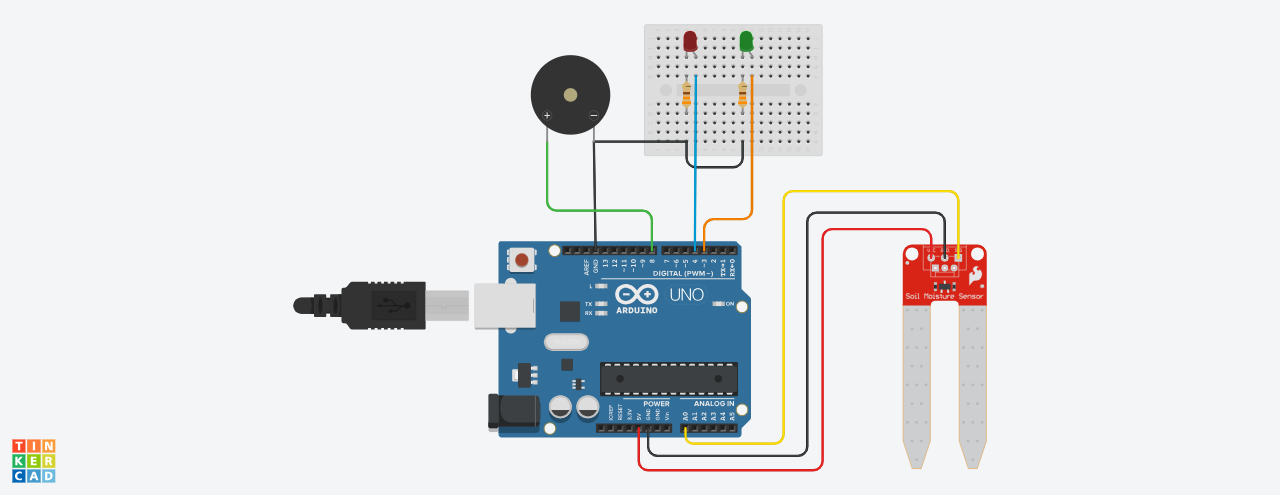 +
−
AREF
GND
13
12
~11
~10
~9
8
7
~6
~5
4
~3
2
TX→1
RX←0
DIGITAL (PWM~)
L
TX
RX
ARDUINO
UNO
ON
POWER
ANALOG IN
IOREF
RESET
3.3V
5V
GND
GND
Vin
A0
A1
A2
A3
A4
A5
Soil Moisture Sensor
TIN
KER
CAD